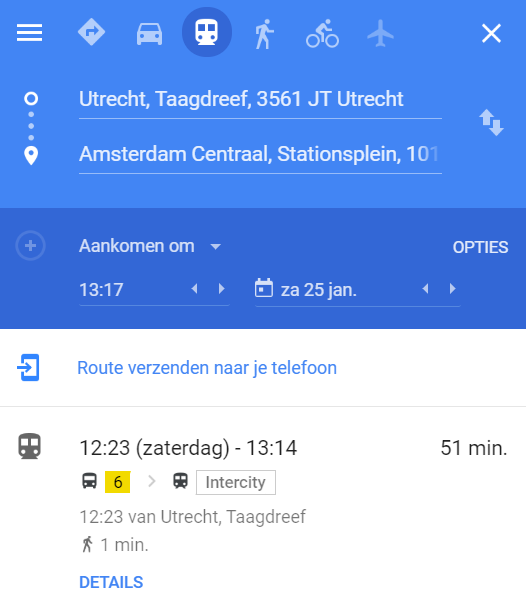 Utrecht, Taagdreef, 3561 JT Utrecht
Amsterdam Centraal, Stationsplein, 101
Aankomen om
OPTIES
13:17
za 25 jan.
Route verzenden naar je telefoon
12:23 (zaterdag) - 13:14
51 min.
6 Intercity
12:23 van Utrecht, Taagdreef
1 min.
DETAILS